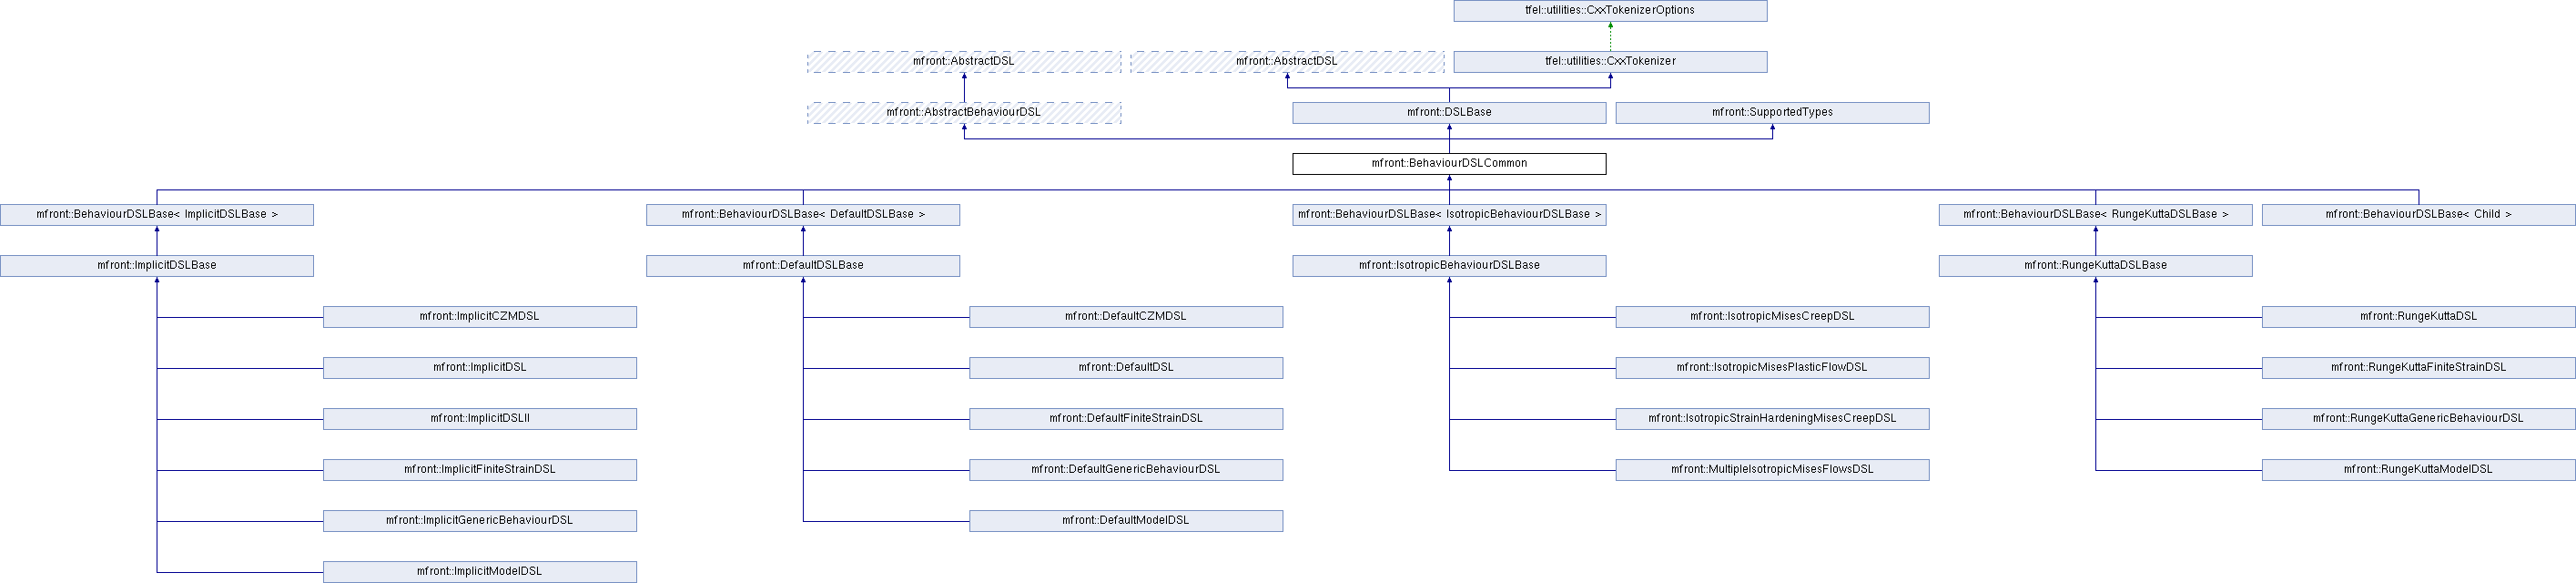 tfel::utilities::CxxTokenizerOptions
mfront::AbstractDSL
mfront::AbstractDSL
tfel::utilities::CxxTokenizer
mfront::AbstractBehaviourDSL
mfront::DSLBase
mfront::SupportedTypes
mfront::BehaviourDSLCommon
mfront::BehaviourDSLBase< ImplicitDSLBase >
mfront::BehaviourDSLBase< DefaultDSLBase >
mfront::BehaviourDSLBase< IsotropicBehaviourDSLBase >
mfront::BehaviourDSLBase< RungeKuttaDSLBase >
mfront::BehaviourDSLBase< Child >
mfront::ImplicitDSLBase
mfront::DefaultDSLBase
mfront::IsotropicBehaviourDSLBase
mfront::RungeKuttaDSLBase
mfront::ImplicitCZMDSL
mfront::DefaultCZMDSL
mfront::IsotropicMisesCreepDSL
mfront::RungeKuttaDSL
mfront::ImplicitDSL
mfront::DefaultDSL
mfront::IsotropicMisesPlasticFlowDSL
mfront::RungeKuttaFiniteStrainDSL
mfront::ImplicitDSLII
mfront::DefaultFiniteStrainDSL
mfront::IsotropicStrainHardeningMisesCreepDSL
mfront::RungeKuttaGenericBehaviourDSL
mfront::ImplicitFiniteStrainDSL
mfront::DefaultGenericBehaviourDSL
mfront::MultipleIsotropicMisesFlowsDSL
mfront::RungeKuttaModelDSL
mfront::ImplicitGenericBehaviourDSL
mfront::DefaultModelDSL
mfront::ImplicitModelDSL